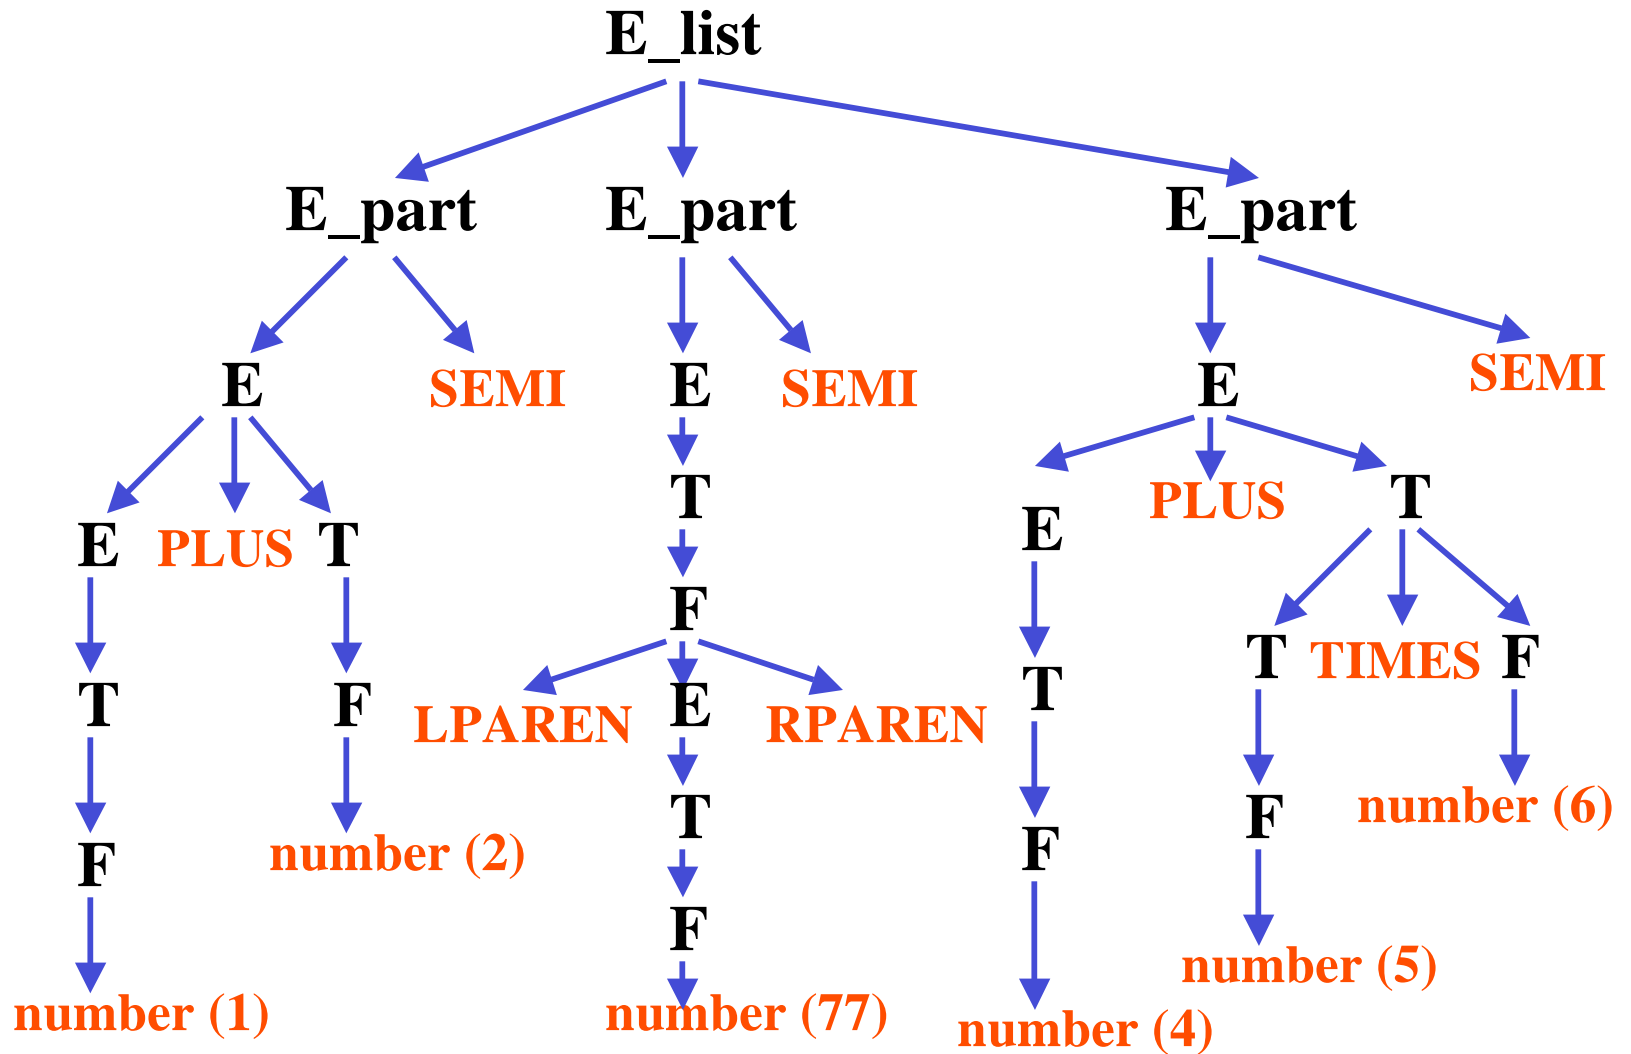 E_list
E_part E_part E_part
E SEMI E SEMI E SEMI
E PLUS T T E PLUS T
F T TIMES F
T F LPAREN E RPAREN T
F number (2) T F F number (6)
number (1) F number (5)
number (77) number (4)